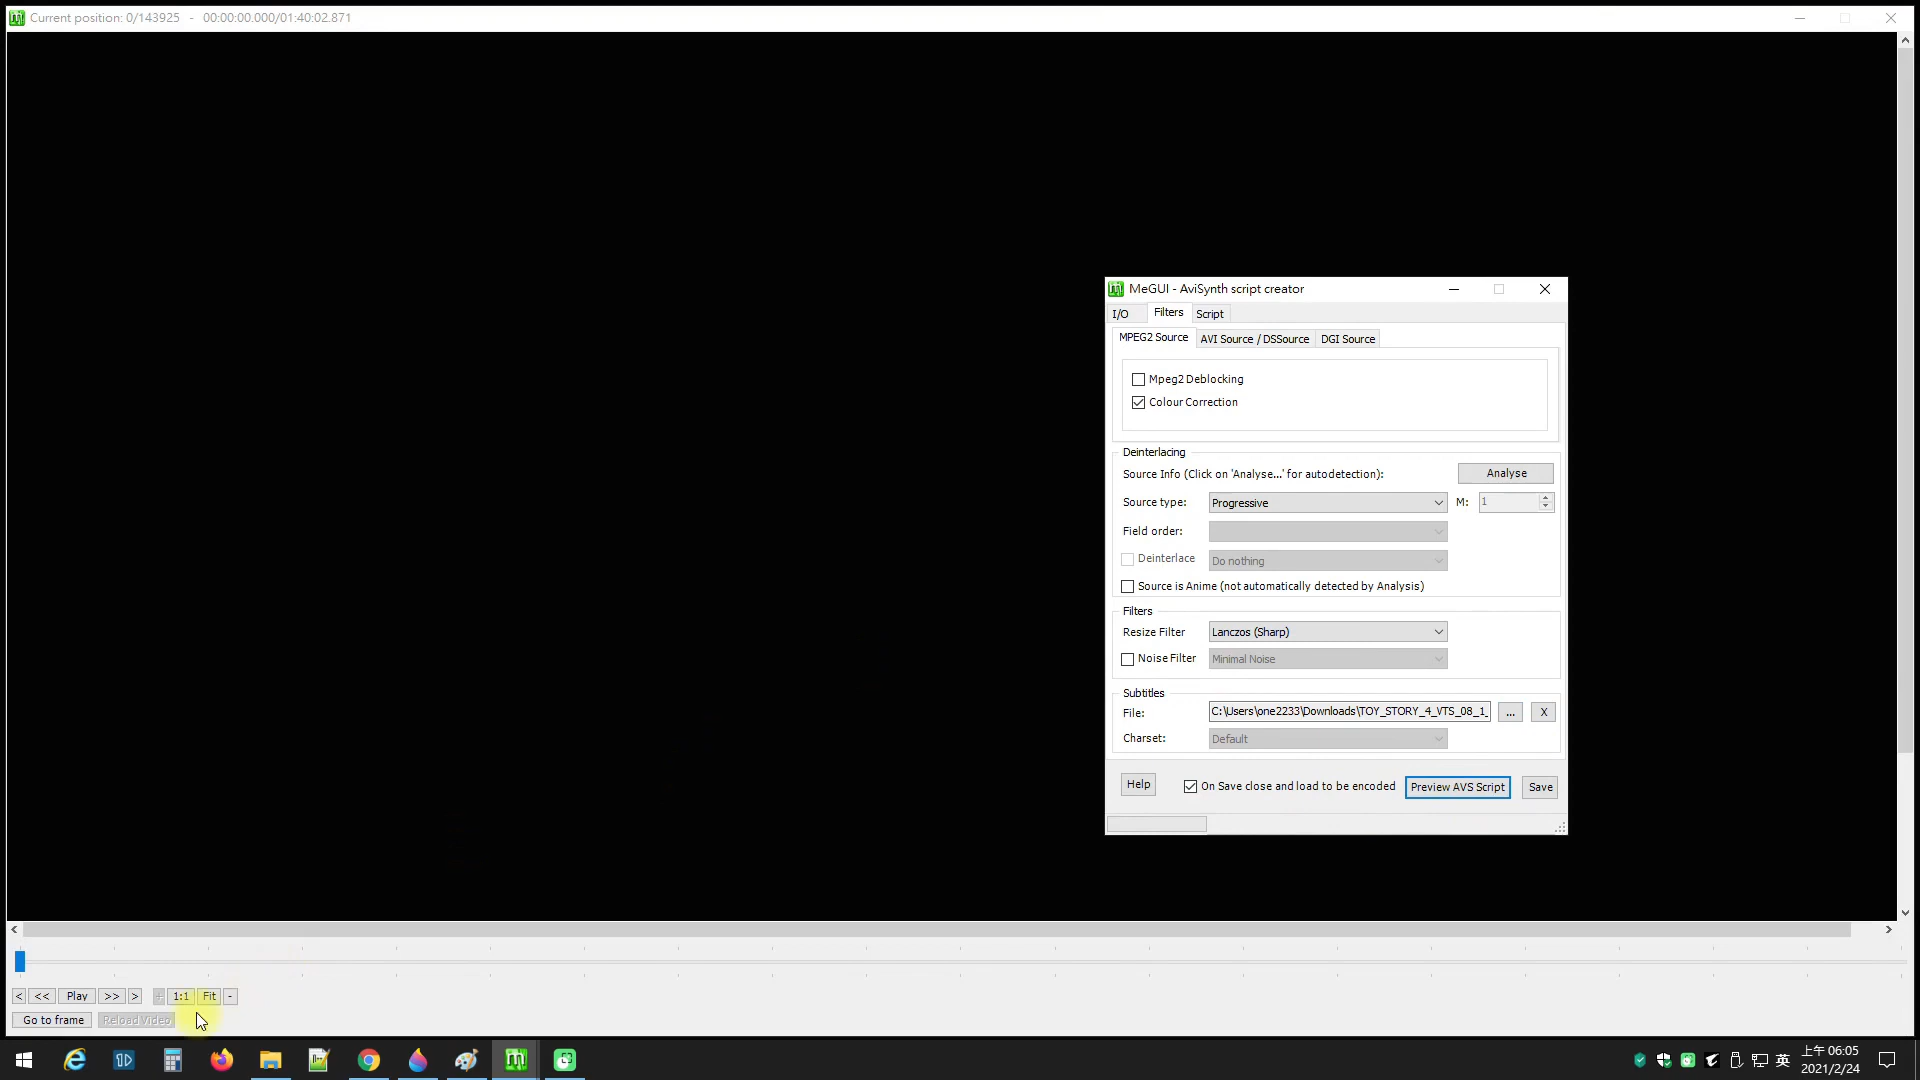 Current position: 0/143925 - 00:00:00.000/01:40:02.871
MeGUI - AviSynth script creator
I/O Filters Script
MPEG2 Source AVI Source / DSSource DGI Source
Mpeg2 Deblocking
Colour Correction
Deinterlacing
Source Info (Click on 'Analyse...' for autodetection): Analyse
Source type: Progressive M: 1
Field order:
Deinterlace Do nothing
Source is Anime (not automatically detected by Analysis)
Filters
Resize Filter Lanczos (Sharp)
Noise Filter Minimal Noise
Subtitles
File: C:\Users\one2233\Downloads\TOY_STORY_4_VTS_08_1_ ... X
Charset: Default
Help On Save close and load to be encoded Preview AVS Script Save
< << Play >> > + 1:1 Fit -
Go to frame Reload Video
英 上午 06:05
2021/2/24